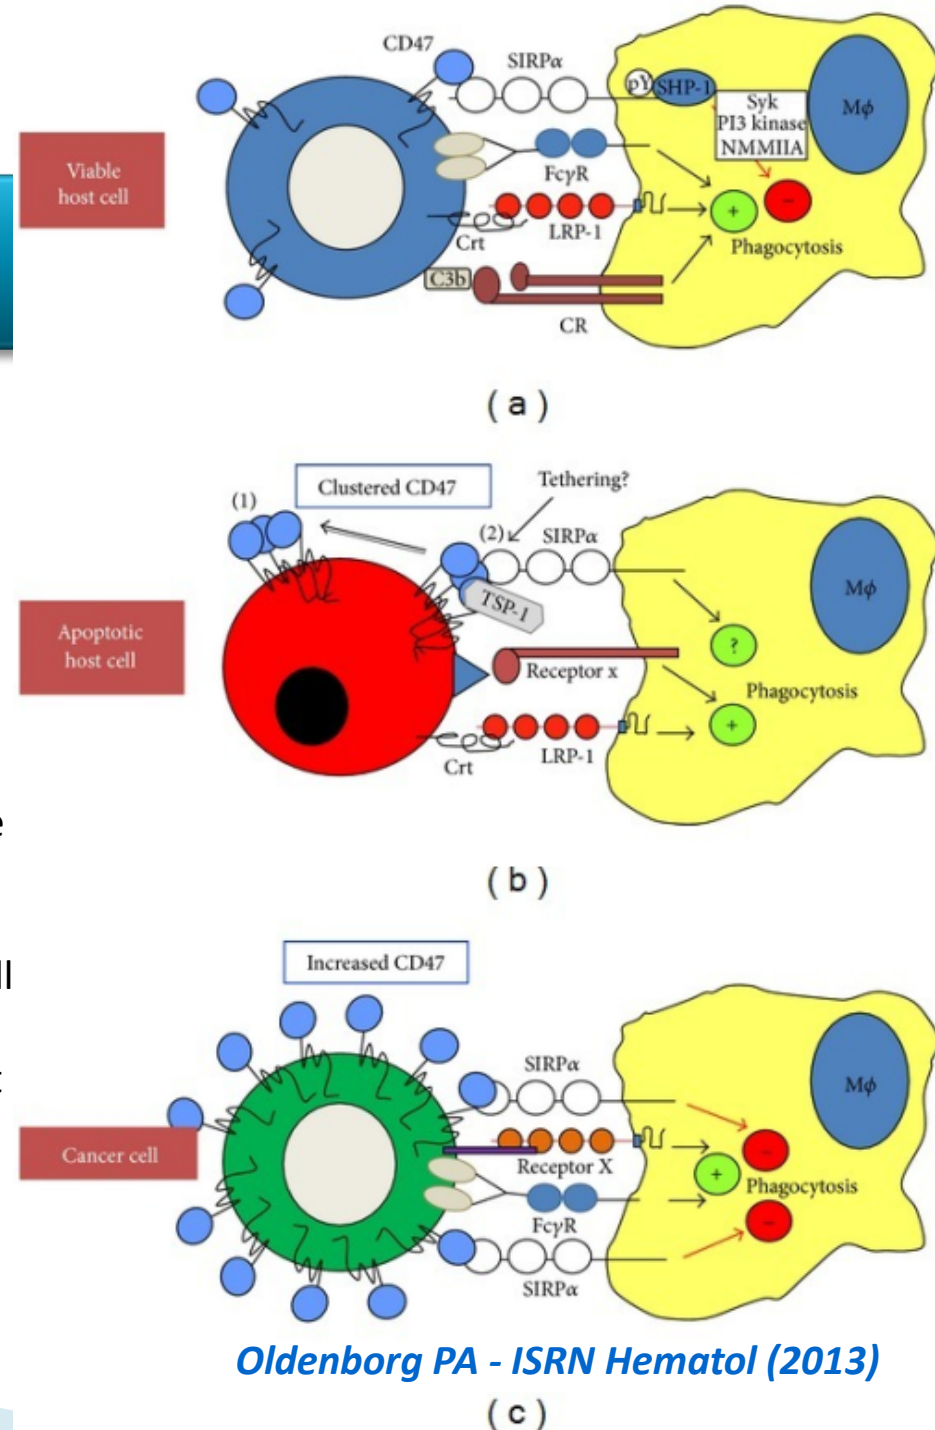 CD47
SIRPα
pY
SHP-1
Syk
PI3 kinase
NMMIIA
Mϕ
Viable
host cell
FcγR
Crt
LRP-1
+
−
Phagocytosis
C3b
CR
( a )
Clustered CD47
Tethering?
(1)
(2)
SIRPα
TSP-1
Mϕ
Apoptotic
host cell
?
Receptor x
Phagocytosis
+
Crt
LRP-1
e
( b )
Increased CD47
ll
SIRPα
Mϕ
t
Cancer cell
−
Receptor X
+
Phagocytosis
FcγR
−
SIRPα
Oldenborg PA - ISRN Hematol (2013)
( c )